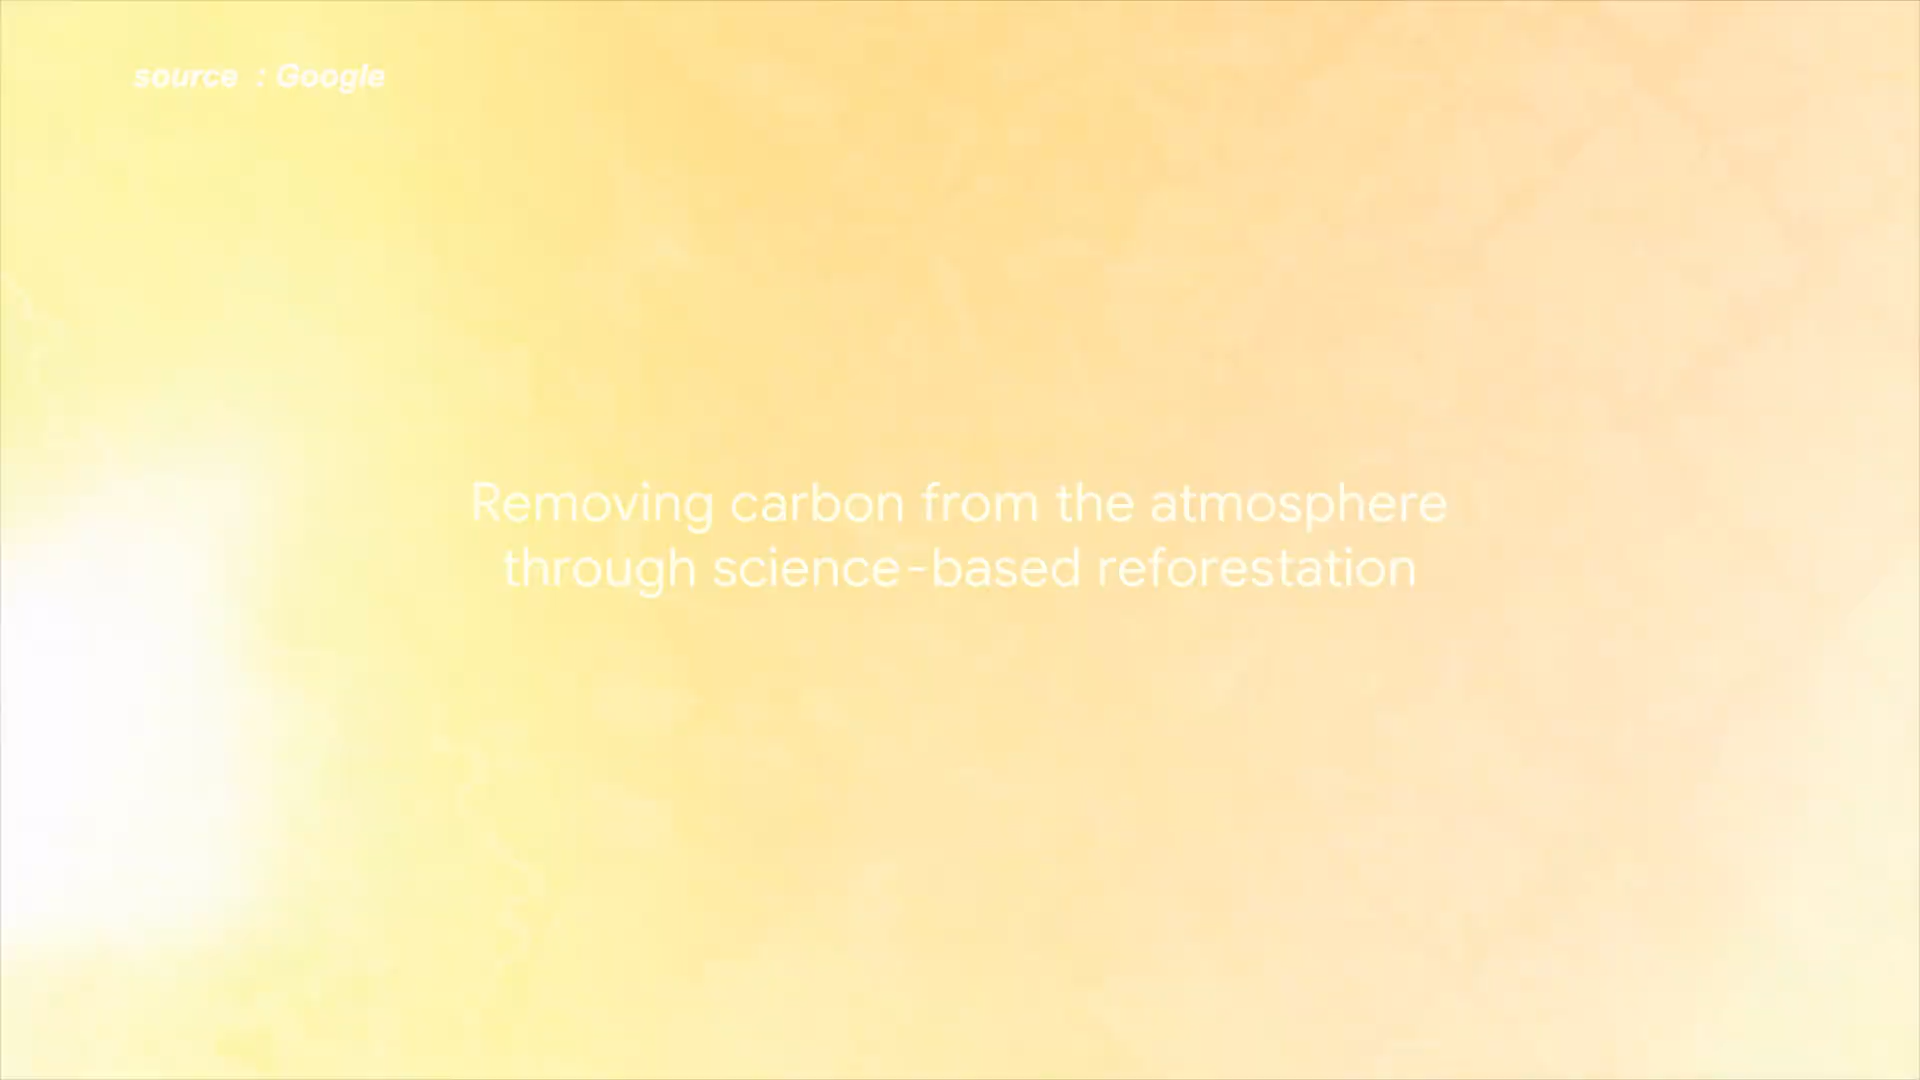 source : Google
Removing carbon from the atmosphere
through science-based reforestation